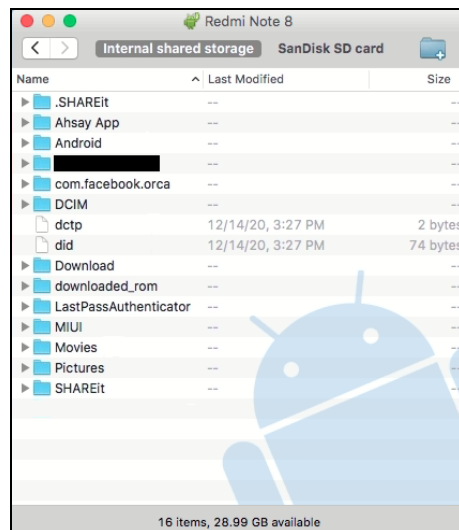 Redmi Note 8
Internal shared storage SanDisk SD card
Name Last Modified Size
.SHAREit --
Ahsay App --
Android --
--
com.facebook.orca --
DCIM --
dctp 12/14/20, 3:27 PM 2 bytes
did 12/14/20, 3:27 PM 74 bytes
Download --
downloaded_rom --
LastPassAuthenticator --
MIUI --
Movies --
Pictures --
SHAREit --
16 items, 28.99 GB available